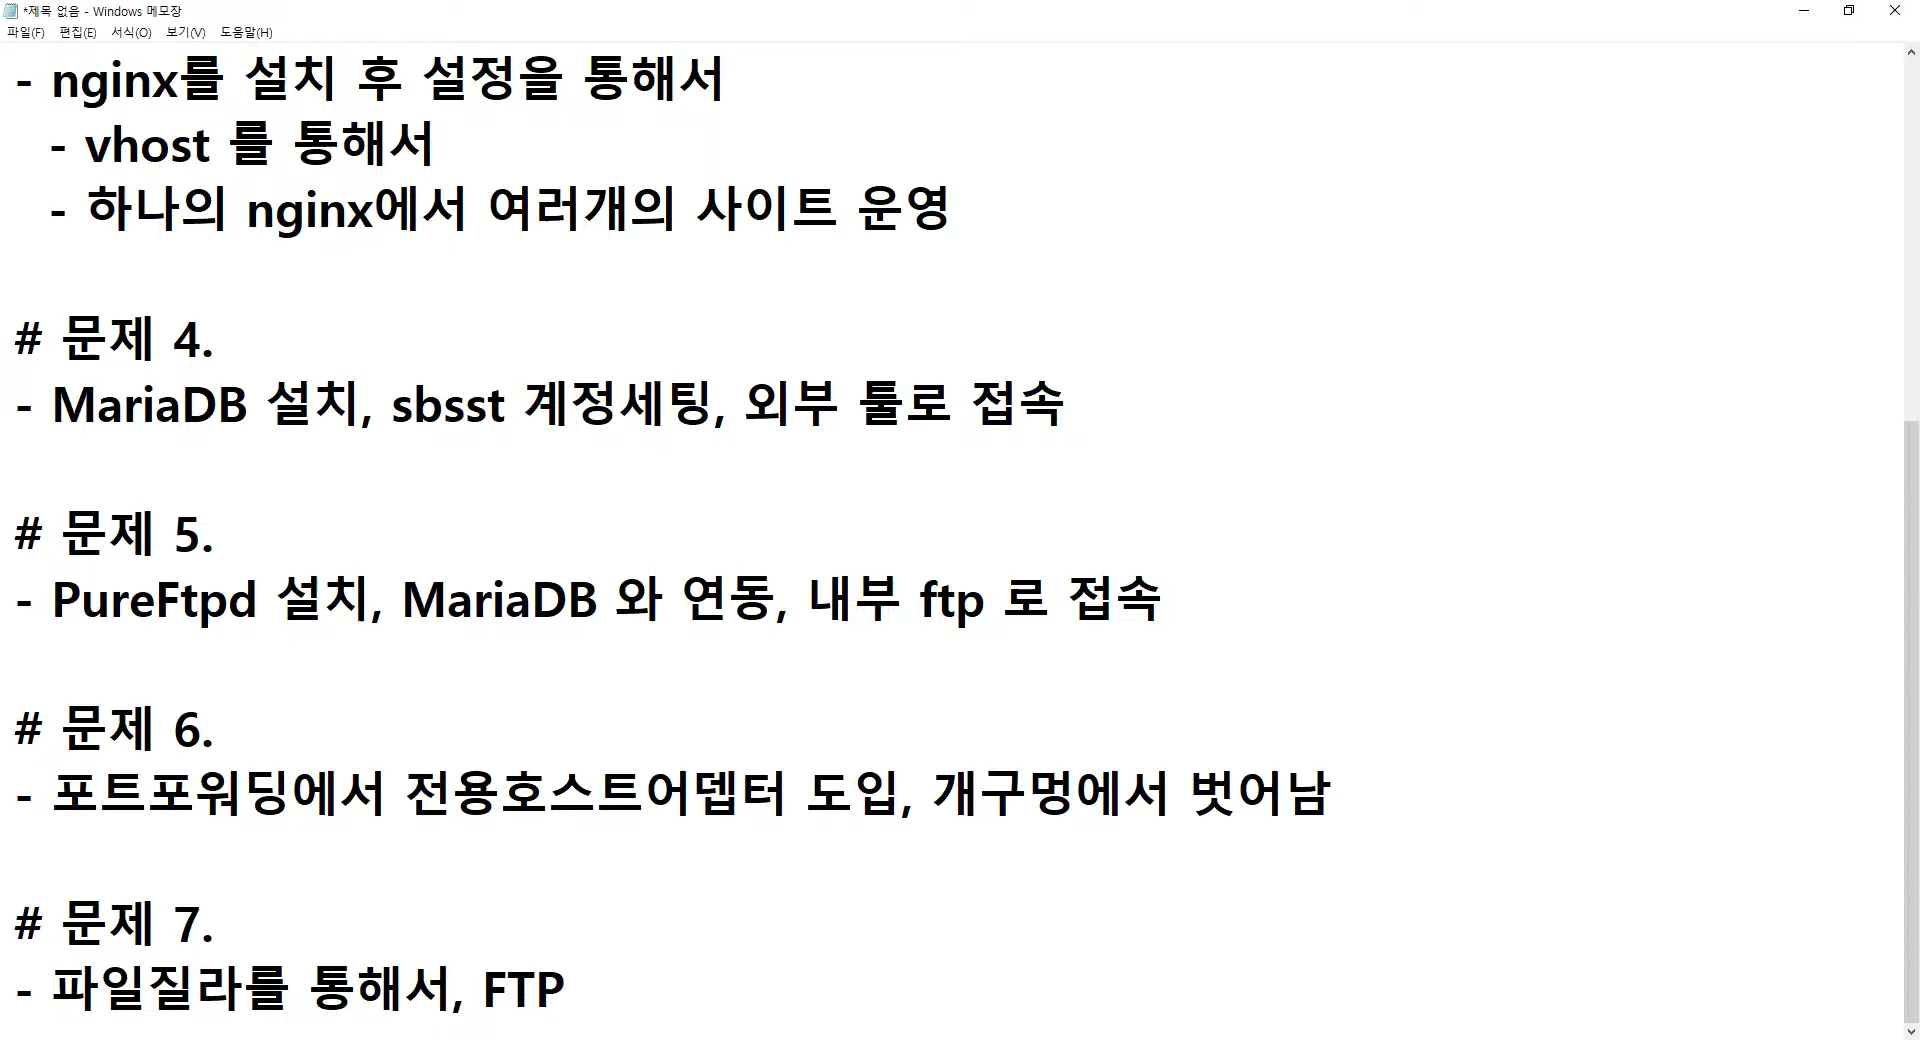 *제목 없음 - Windows 메모장
파일(F) 편집(E) 서식(O) 보기(V) 도움말(H)
- nginx를 설치 후 설정을 통해서
- vhost 를 통해서
- 하나의 nginx에서 여러개의 사이트 운영
# 문제 4.
- MariaDB 설치, sbsst 계정세팅, 외부 툴로 접속
# 문제 5.
- PureFtpd 설치, MariaDB 와 연동, 내부 ftp 로 접속
# 문제 6.
- 포트포워딩에서 전용호스트어뎁터 도입, 개구멍에서 벗어남
# 문제 7.
- 파일질라를 통해서, FTP